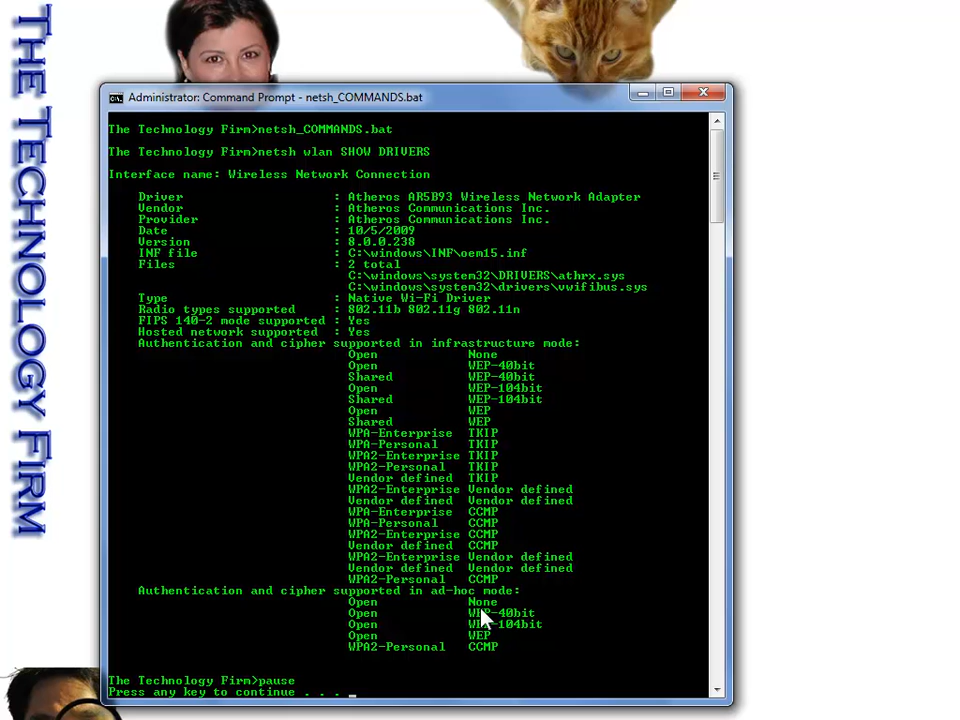 THE TECHNOLOGY FIRM
Administrator: Command Prompt - netsh_COMMANDS.bat
The Technology Firm>netsh_COMMANDS.bat
The Technology Firm>netsh wlan SHOW DRIVERS
Interface name: Wireless Network Connection
Driver : Atheros AR5B93 Wireless Network Adapter
Vendor : Atheros Communications Inc.
Provider : Atheros Communications Inc.
Date : 10/5/2009
Version : 8.0.0.238
INF file : C:\windows\INF\oem15.inf
Files : 2 total
C:\windows\system32\DRIVERS\athrx.sys
C:\windows\system32\drivers\vwifibus.sys
Type : Native Wi-Fi Driver
Radio types supported : 802.11b 802.11g 802.11n
FIPS 140-2 mode supported : Yes
Hosted network supported : Yes
Authentication and cipher supported in infrastructure mode:
Open None
Open WEP-40bit
Shared WEP-40bit
Open WEP-104bit
Shared WEP-104bit
Open WEP
Shared WEP
WPA-Enterprise TKIP
WPA-Personal TKIP
WPA2-Enterprise TKIP
WPA2-Personal TKIP
Vendor defined TKIP
WPA2-Enterprise Vendor defined
Vendor defined Vendor defined
WPA-Enterprise CCMP
WPA-Personal CCMP
WPA2-Enterprise CCMP
Vendor defined CCMP
WPA2-Enterprise Vendor defined
Vendor defined Vendor defined
WPA2-Personal CCMP
Authentication and cipher supported in ad-hoc mode:
Open None
Open WEP-40bit
Open WEP-104bit
Open WEP
WPA2-Personal CCMP
The Technology Firm>pause
Press any key to continue . . . _